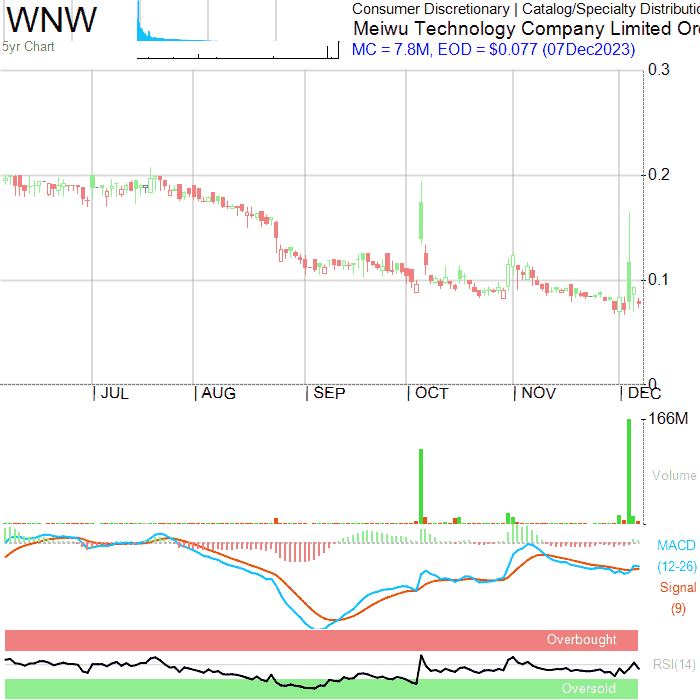 WNW
5yr Chart
Consumer Discretionary | Catalog/Specialty Distributio
Meiwu Technology Company Limited Or
MC = 7.8M, EOD = $0.077 (07Dec2023)
0.3
0.2
0.1
0
JUL AUG SEP OCT NOV DEC
166M
Volume
MACD
(12-26)
Signal
(9)
Overbought
RSI(14)
Oversold